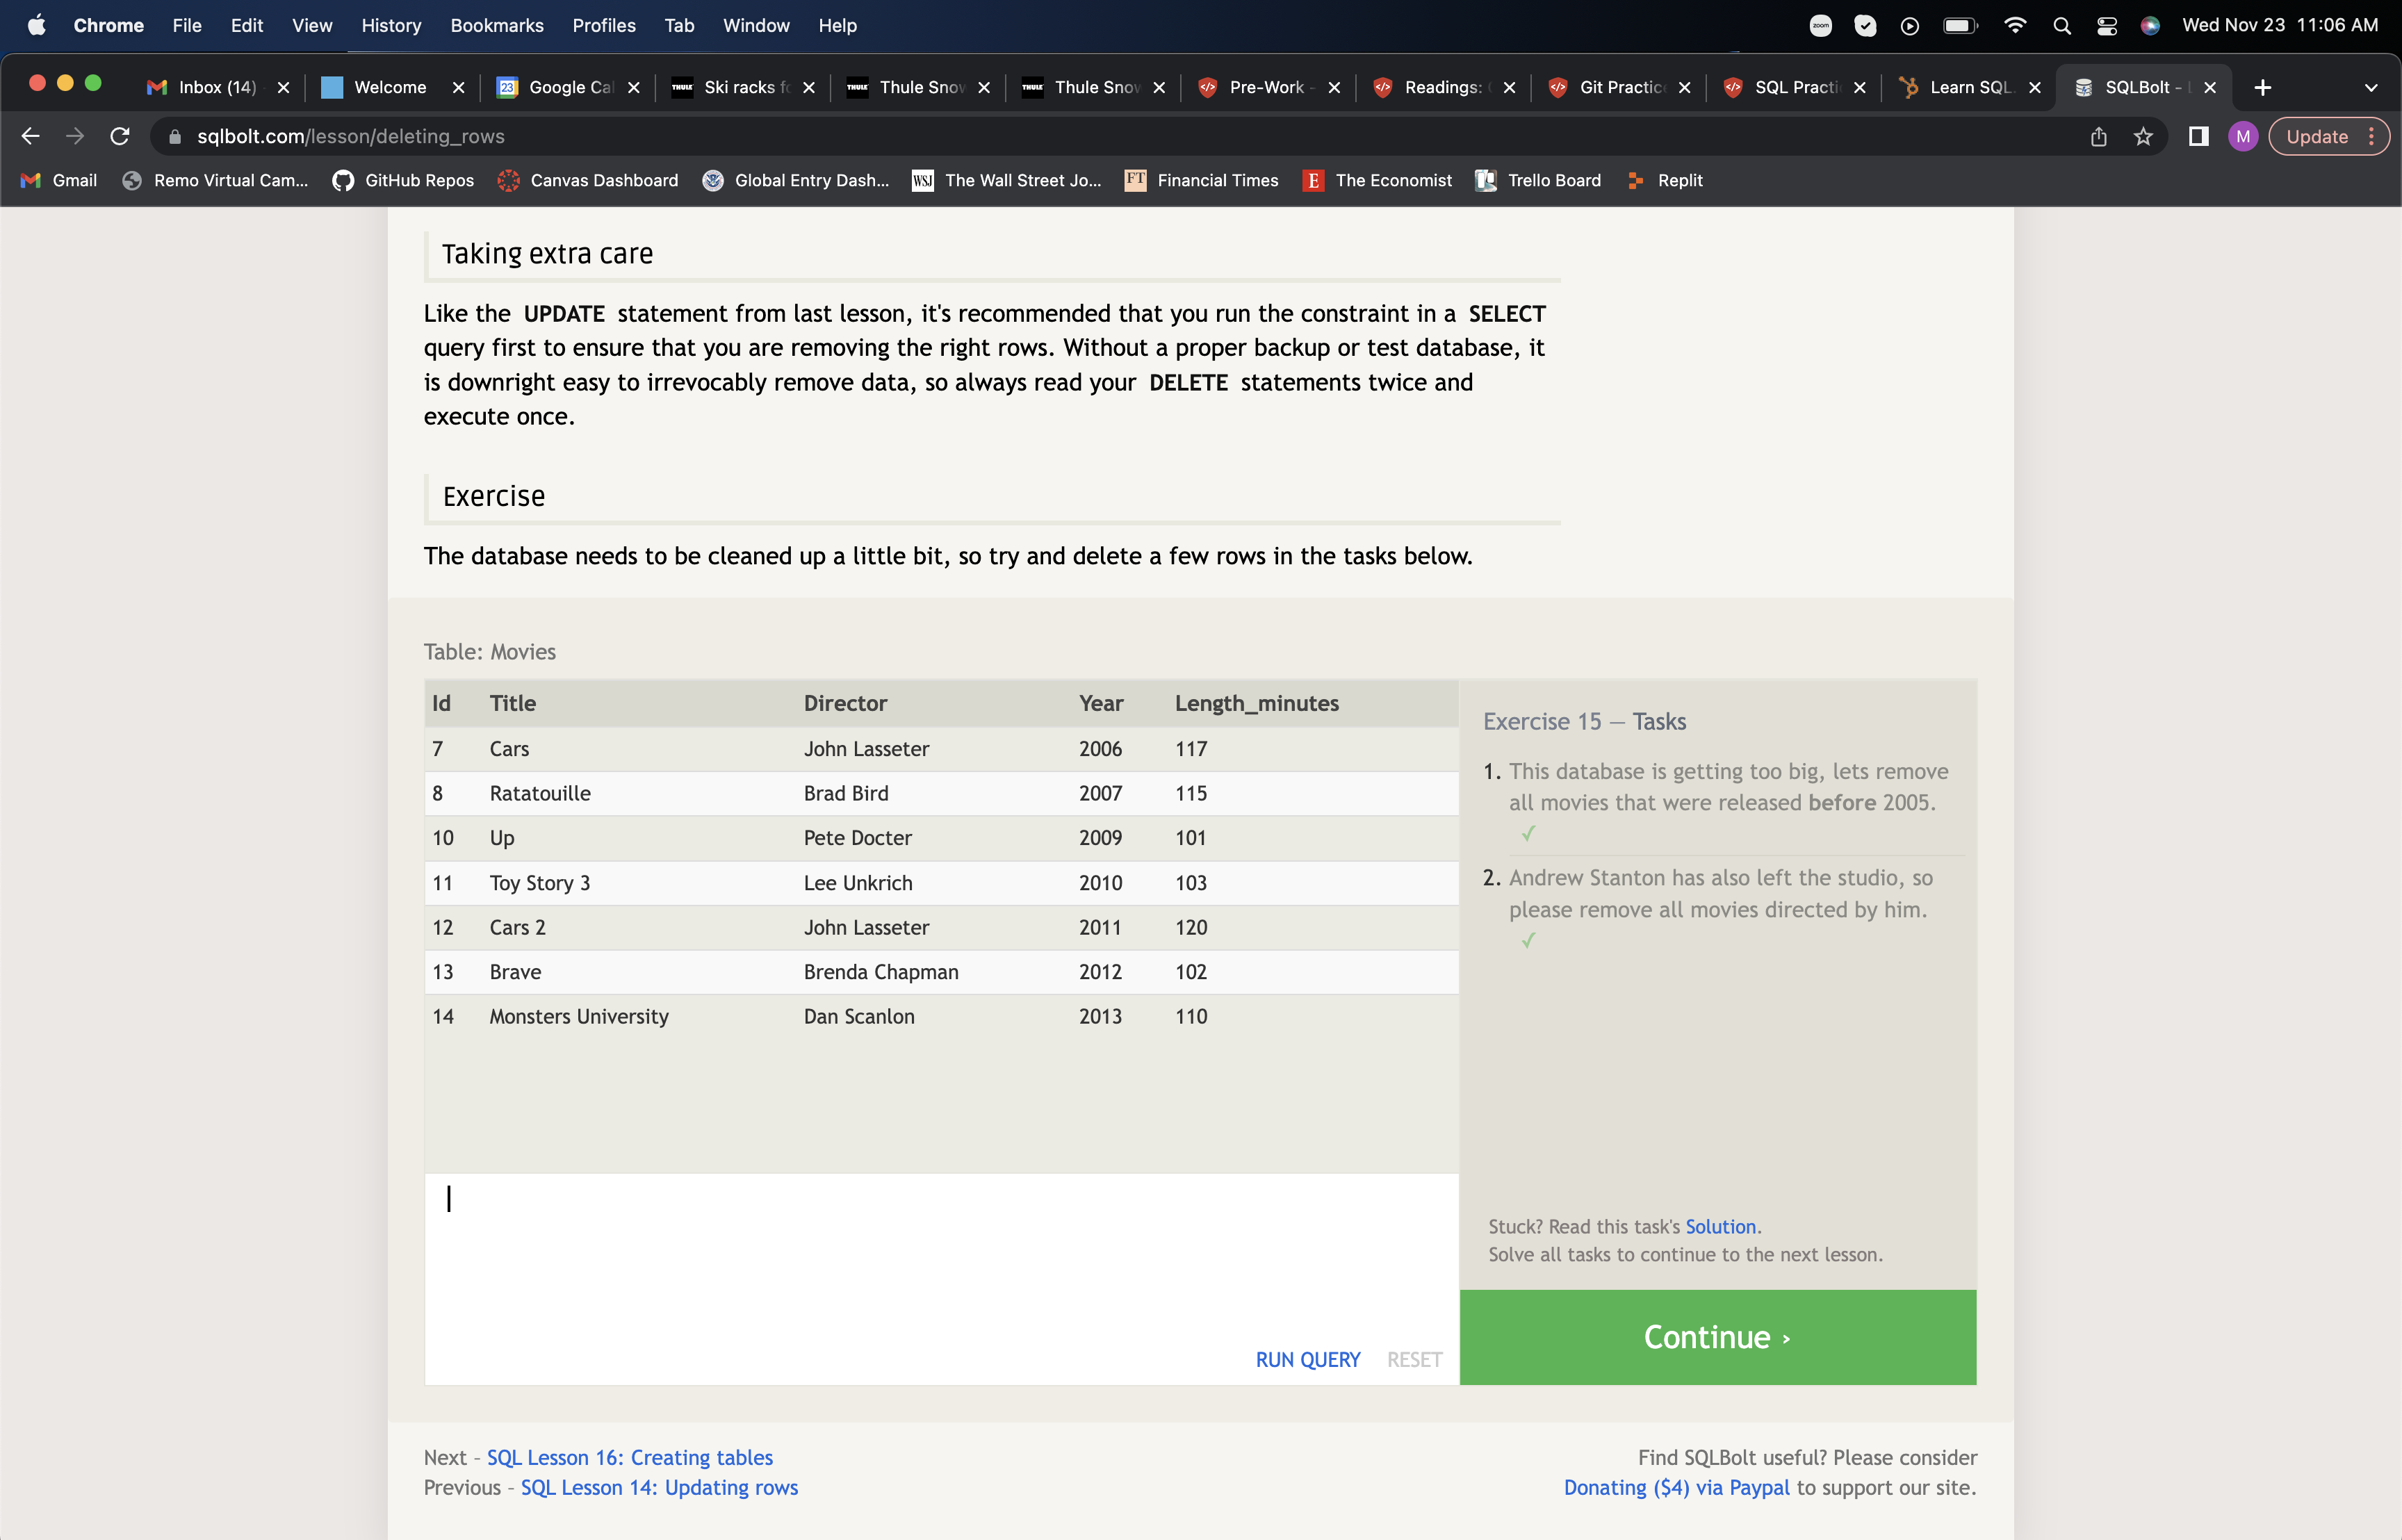 Chrome File Edit View History Bookmarks Profiles Tab Window Help zoom Wed Nov 23 11:06 AM
Inbox (14) Welcome 23 Google Cal THULE Ski racks fo THULE Thule Snow THULE Thule Snow Pre-Work - Readings: Git Practice SQL Practi Learn SQL. SQLBolt -
sqlbolt.com/lesson/deleting_rows M Update
Gmail Remo Virtual Cam... GitHub Repos Canvas Dashboard Global Entry Dash... WSJ The Wall Street Jo... FT Financial Times E The Economist Trello Board Replit
Taking extra care
Like the UPDATE statement from last lesson, it's recommended that you run the constraint in a SELECT
query first to ensure that you are removing the right rows. Without a proper backup or test database, it
is downright easy to irrevocably remove data, so always read your DELETE statements twice and
execute once.
Exercise
The database needs to be cleaned up a little bit, so try and delete a few rows in the tasks below.
Table: Movies
Id Title Director Year Length_minutes
7 Cars John Lasseter 2006 117
8 Ratatouille Brad Bird 2007 115
10 Up Pete Docter 2009 101
11 Toy Story 3 Lee Unkrich 2010 103
12 Cars 2 John Lasseter 2011 120
13 Brave Brenda Chapman 2012 102
14 Monsters University Dan Scanlon 2013 110
RUN QUERY RESET
Exercise 15 — Tasks
1. This database is getting too big, lets remove
all movies that were released before 2005.
✓
2. Andrew Stanton has also left the studio, so
please remove all movies directed by him.
✓
Stuck? Read this task's Solution.
Solve all tasks to continue to the next lesson.
Continue ›
Next – SQL Lesson 16: Creating tables
Previous – SQL Lesson 14: Updating rows
Find SQLBolt useful? Please consider
Donating ($4) via Paypal to support our site.